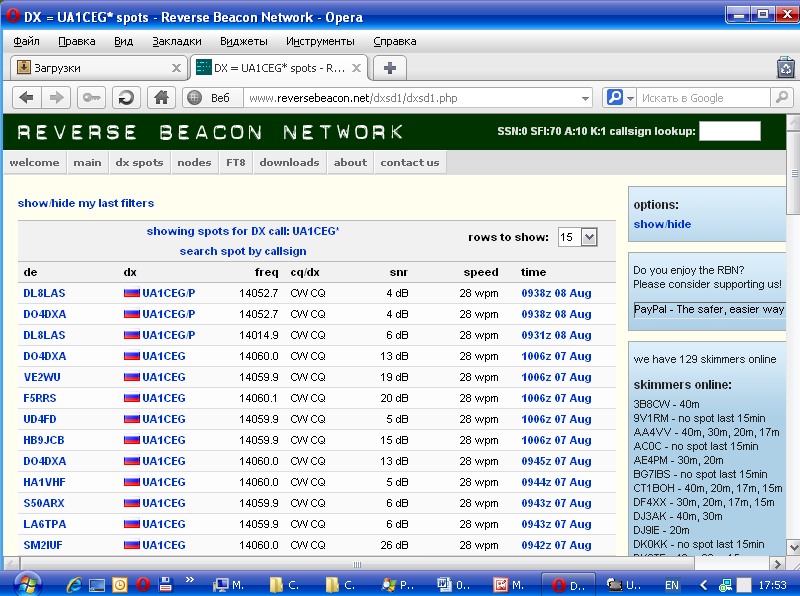 DX = UA1CEG* spots - Reverse Beacon Network - Opera
Файл Правка Вид Закладки Виджеты Инструменты Справка
Загрузки DX = UA1CEG* spots - R...
Веб www.reversebeacon.net/dxsd1/dxsd1.php Искать в Google
REVERSE BEACON NETWORK SSN:0 SFI:70 A:10 K:1 callsign lookup:
welcome main dx spots nodes FT8 downloads about contact us
show/hide my last filters
showing spots for DX call: UA1CEG*
search spot by callsign
rows to show: 15
de dx freq cq/dx snr speed time
DL8LAS UA1CEG/P 14052.7 CW CQ 4 dB 28 wpm 0938z 08 Aug
DO4DXA UA1CEG/P 14052.7 CW CQ 4 dB 28 wpm 0938z 08 Aug
DL8LAS UA1CEG/P 14014.9 CW CQ 6 dB 28 wpm 0931z 08 Aug
DO4DXA UA1CEG 14060.0 CW CQ 13 dB 28 wpm 1006z 07 Aug
VE2WU UA1CEG 14059.9 CW CQ 19 dB 28 wpm 1006z 07 Aug
F5RRS UA1CEG 14060.1 CW CQ 20 dB 28 wpm 1006z 07 Aug
UD4FD UA1CEG 14059.9 CW CQ 5 dB 28 wpm 1006z 07 Aug
HB9JCB UA1CEG 14059.9 CW CQ 15 dB 28 wpm 1006z 07 Aug
DO4DXA UA1CEG 14060.0 CW CQ 13 dB 28 wpm 0945z 07 Aug
HA1VHF UA1CEG 14060.0 CW CQ 5 dB 28 wpm 0944z 07 Aug
S50ARX UA1CEG 14059.9 CW CQ 6 dB 28 wpm 0943z 07 Aug
LA6TPA UA1CEG 14059.9 CW CQ 6 dB 28 wpm 0943z 07 Aug
SM2IUF UA1CEG 14060.0 CW CQ 26 dB 28 wpm 0942z 07 Aug
options:
show/hide
Do you enjoy the RBN?
Please consider supporting us!
PayPal - The safer, easier way
we have 129 skimmers online
skimmers online:
3B8CW - 40m
9V1RM - no spot last 15min
AA4VV - 40m, 30m, 20m, 17m
AC0C - no spot last 15min
AE4PM - 30m, 20m
BG7IBS - no spot last 15min
CT1BOH - 40m, 20m, 17m, 15m
DF4XX - 30m, 20m, 17m, 15m
DJ3AK - 40m, 30m
DJ9IE - 20m
DK0KK - no spot last 15min
» M. C. C. P.. 0.. M. D.. U.. EN 17:53